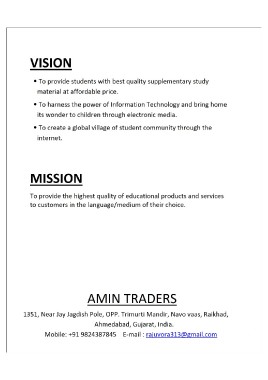 VISION
▪ To provide students with best quality supplementary study
material at affordable price.
▪ To harness the power of Information Technology and bring home
its wonder to children through electronic media.
▪ To create a global village of student community through the
internet.
MISSION
To provide the highest quality of educational products and services
to customers in the language/medium of their choice.
AMIN TRADERS
1351, Near Jay Jagdish Pole, OPP. Trimurti Mandir, Navo vaas, Raikhad,
Ahmedabad, Gujarat, India.
Mobile: +91 9824387845 E-mail : rajuvora313@gmail.com